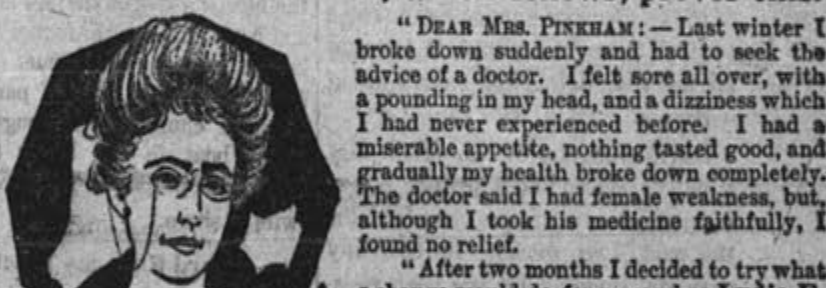 "DEAR MRS. PINKHAM:—Last winter I
broke down suddenly and had to seek the
advice of a doctor. I felt sore all over, with
a pounding in my head, and a dizziness which
I had never experienced before. I had a
miserable appetite, nothing tasted good, and
gradually my health broke down completely.
The doctor said I had female weakness, but,
although I took his medicine faithfully, I
found no relief.
"After two months I decided to try what